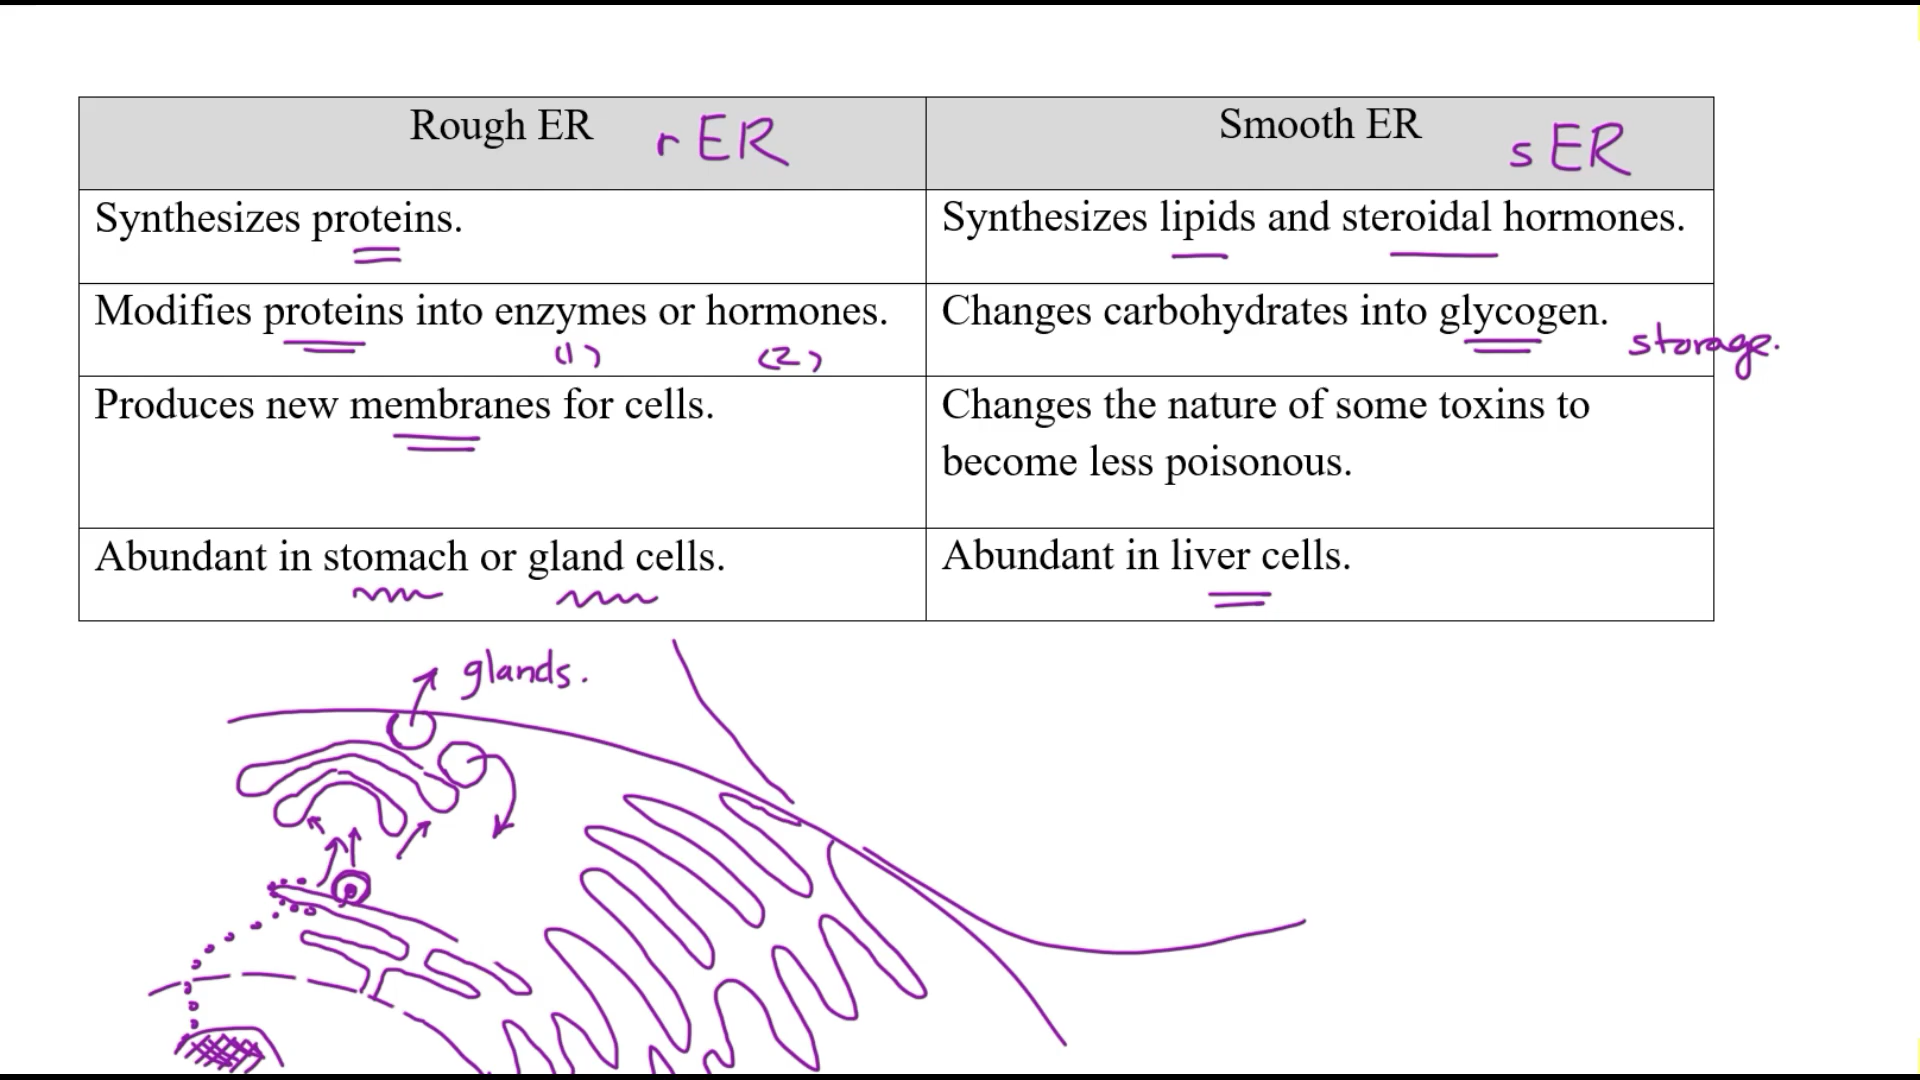 Rough ER rER
Smooth ER sER
Synthesizes proteins.
Synthesizes lipids and steroidal hormones.
Modifies proteins into enzymes or hormones.
(1) (2)
Changes carbohydrates into glycogen.
storage.
Produces new membranes for cells.
Changes the nature of some toxins to
become less poisonous.
Abundant in stomach or gland cells.
Abundant in liver cells.
glands.